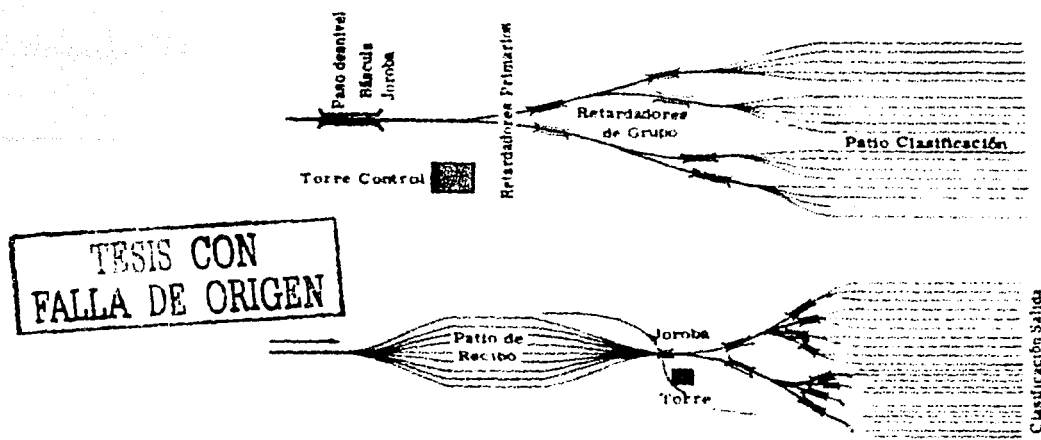 Paso desnivel
Báscula
Joroba
Retardadores Primarios
Retardadores
de Grupo
Patio Clasificación
Torre Control
TESIS CON
FALLA DE ORIGEN
Patio de
Recibo
Joroba
Torre
Clasificación Salida